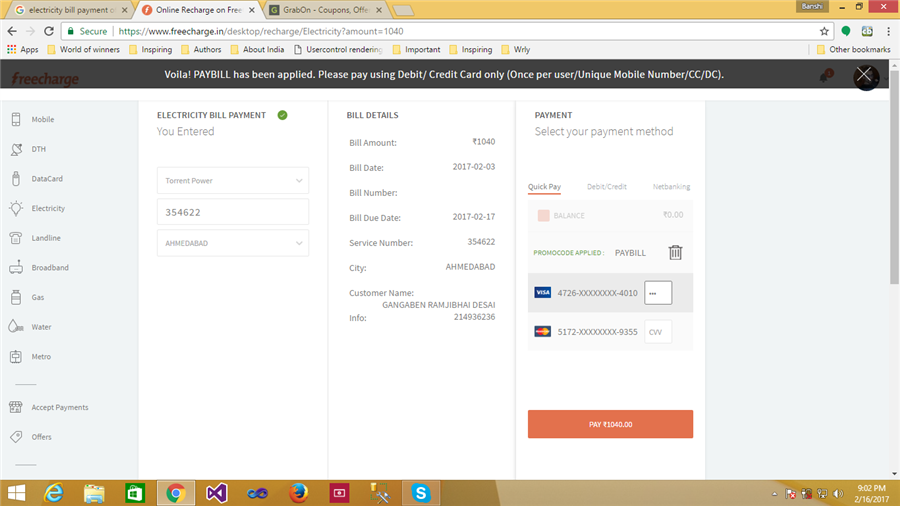 Banshi
electricity bill payment o
Online Recharge on Free
GrabOn - Coupons, Offer
Secure
https://www.freecharge.in/desktop/recharge/Electricity?amount=1040
Apps
World of winners
Inspiring
Authors
About India
Usercontrol rendering
Important
Inspiring
Wrly
Other bookmarks
freecharge
Voila! PAYBILL has been applied. Please pay using Debit/ Credit Card only (Once per user/Unique Mobile Number/CC/DC).
Mobile
DTH
DataCard
Electricity
Landline
Broadband
Gas
Water
Metro
Accept Payments
Offers
ELECTRICITY BILL PAYMENT
You Entered
Torrent Power
354622
AHMEDABAD
BILL DETAILS
Bill Amount: ₹1040
Bill Date: 2017-02-03
Bill Number:
Bill Due Date: 2017-02-17
Service Number: 354622
City: AHMEDABAD
Customer Name:
GANGABEN RAMJIBHAI DESAI
Info: 214936236
PAYMENT
Select your payment method
Quick Pay Debit/Credit Netbanking
BALANCE ₹0.00
PROMOCODE APPLIED : PAYBILL
VISA 4726-XXXXXXXX-4010 •••
5172-XXXXXXXX-9355 CVV
PAY ₹1040.00
9:02 PM
2/16/2017